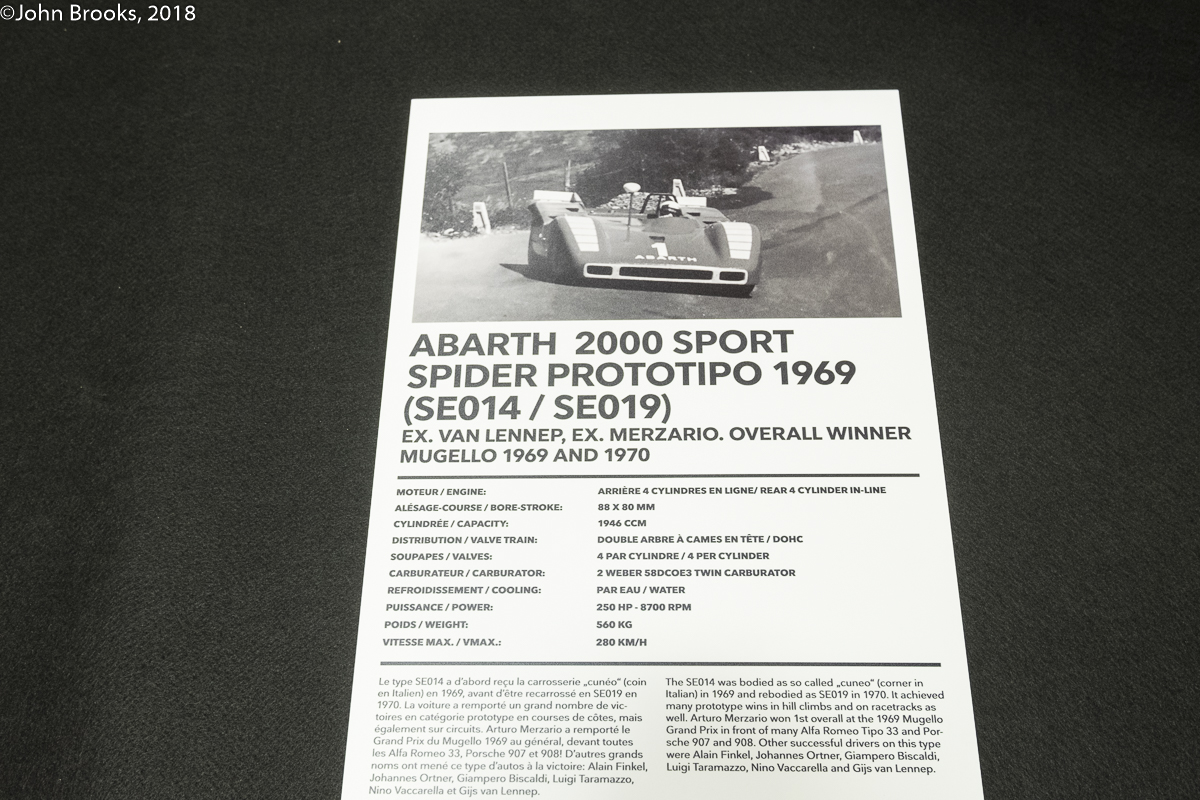 ©John Brooks, 2018
1
ABARTH
ABARTH 2000 SPORT
SPIDER PROTOTIPO 1969
(SE014 / SE019)
EX. VAN LENNEP, EX. MERZARIO. OVERALL WINNER
MUGELLO 1969 AND 1970
MOTEUR / ENGINE: ARRIÈRE 4 CYLINDRES EN LIGNE/ REAR 4 CYLINDER IN-LINE
ALÉSAGE-COURSE / BORE-STROKE: 88 X 80 MM
CYLINDRÉE / CAPACITY: 1946 CCM
DISTRIBUTION / VALVE TRAIN: DOUBLE ARBRE À CAMES EN TÊTE / DOHC
SOUPAPES / VALVES: 4 PAR CYLINDRE / 4 PER CYLINDER
CARBURATEUR / CARBURATOR: 2 WEBER 58DCOE3 TWIN CARBURATOR
REFROIDISSEMENT / COOLING: PAR EAU / WATER
PUISSANCE / POWER: 250 HP - 8700 RPM
POIDS / WEIGHT: 560 KG
VITESSE MAX. / VMAX.: 280 KM/H
Le type SE014 a d'abord reçu la carrosserie „cunéo" (coin
en Italien) en 1969, avant d'être recarrossé en SE019 en
1970. La voiture a remporté un grand nombre de vic-
toires en catégorie prototype en courses de côtes, mais
également sur circuits. Arturo Merzario a remporté le
Grand Prix du Mugello 1969 au général, devant toutes
les Alfa Romeo 33, Porsche 907 et 908! D'autres grands
noms ont mené ce type d'autos à la victoire: Alain Finkel,
Johannes Ortner, Giampero Biscaldi, Luigi Taramazzo,
Nino Vaccarella et Gijs van Lennep.
The SE014 was bodied as so called „cuneo" (corner in
Italian) in 1969 and rebodied as SE019 in 1970. It achieved
many prototype wins in hill climbs and on racetracks as
well. Arturo Merzario won 1st overall at the 1969 Mugello
Grand Prix in front of many Alfa Romeo Tipo 33 and Por-
sche 907 and 908. Other successful drivers on this type
were Alain Finkel, Johannes Ortner, Giampero Biscaldi,
Luigi Taramazzo, Nino Vaccarella and Gijs van Lennep.